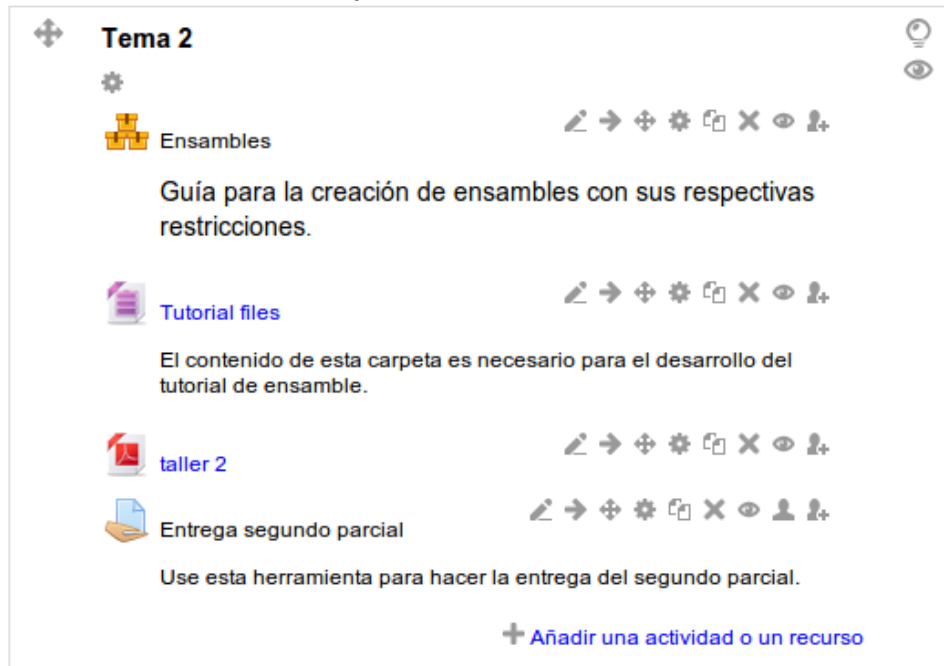 Tema 2
Ensambles
Guía para la creación de ensambles con sus respectivas
restricciones.
Tutorial files
El contenido de esta carpeta es necesario para el desarrollo del
tutorial de ensamble.
taller 2
Entrega segundo parcial
Use esta herramienta para hacer la entrega del segundo parcial.
Añadir una actividad o un recurso